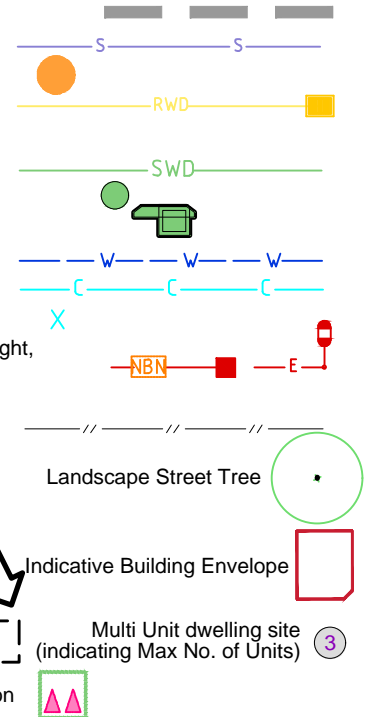 S S
RWD
SWD
W W W
C C C
X
ght,
NBN E
// // //
Landscape Street Tree
Indicative Building Envelope
Multi Unit dwelling site
(indicating Max No. of Units) 3
on